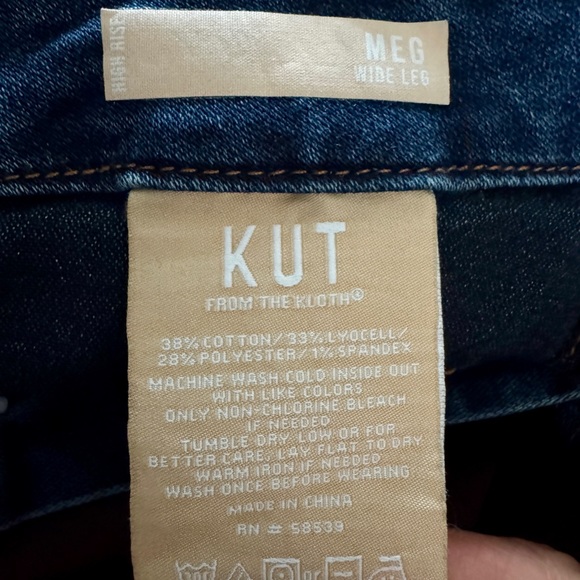 HIGH RISE
MEG
WIDE LEG
KUT
FROM THE KLOTH®
38% COTTON/33% LYOCELL/
28% POLYESTER/1% SPANDEX
MACHINE WASH COLD INSIDE OUT
WITH LIKE COLORS
ONLY NON-CHLORINE BLEACH
IF NEEDED
TUMBLE DRY LOW OR FOR
BETTER CARE, LAY FLAT TO DRY
WARM IRON IF NEEDED
WASH ONCE BEFORE WEARING
MADE IN CHINA
RN # 58539
or